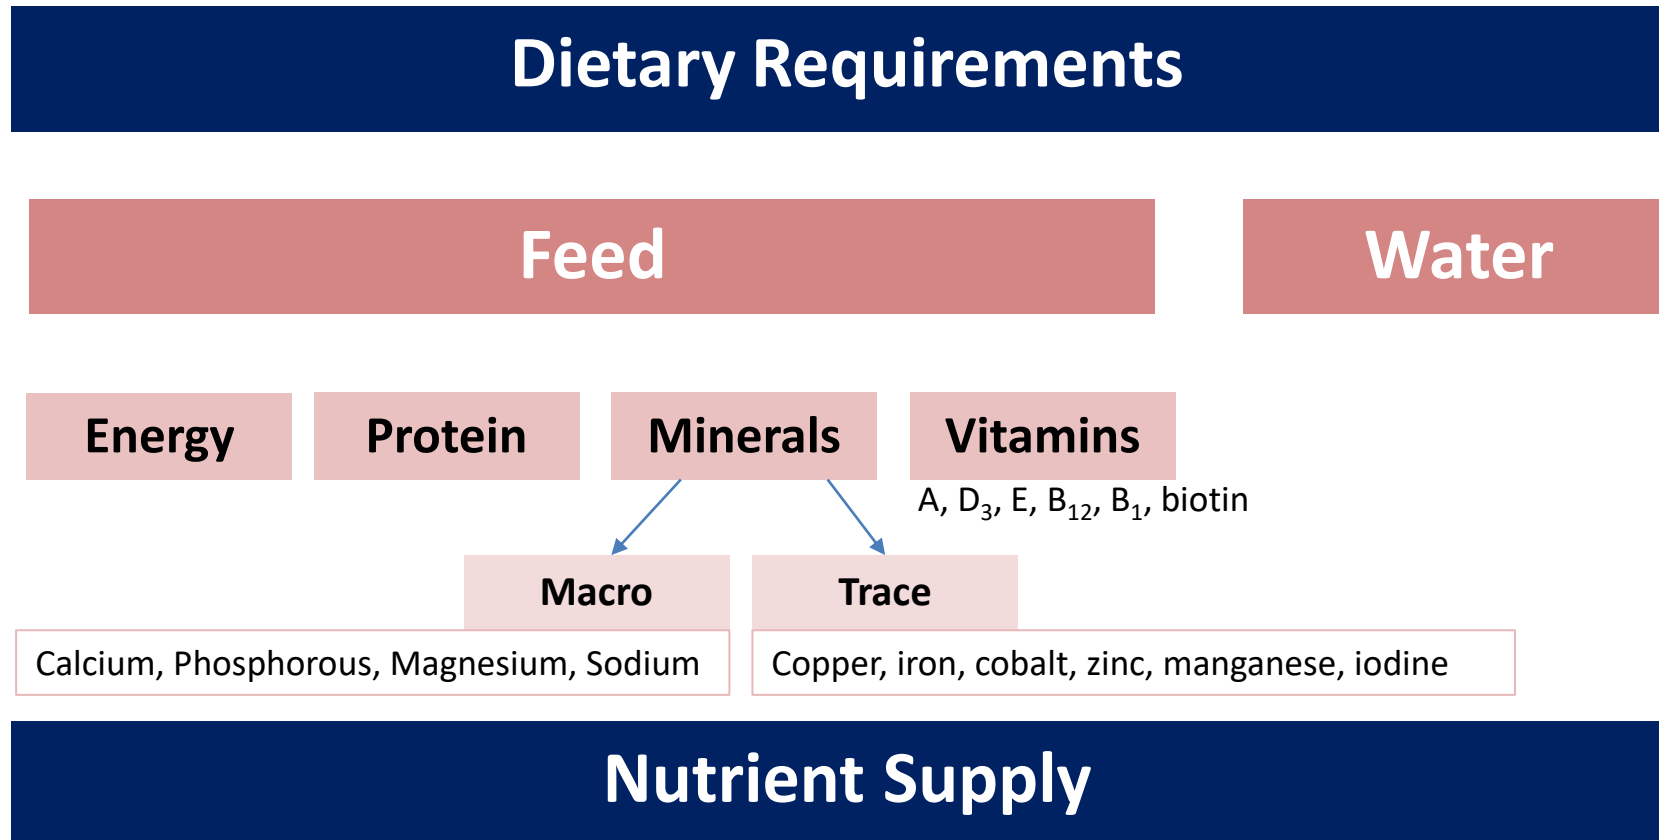 Dietary Requirements
Feed
Water
Energy
Protein
Minerals
Vitamins
A, D₃, E, B₁₂, B₁, biotin
Macro
Trace
Calcium, Phosphorous, Magnesium, Sodium
Copper, iron, cobalt, zinc, manganese, iodine
Nutrient Supply